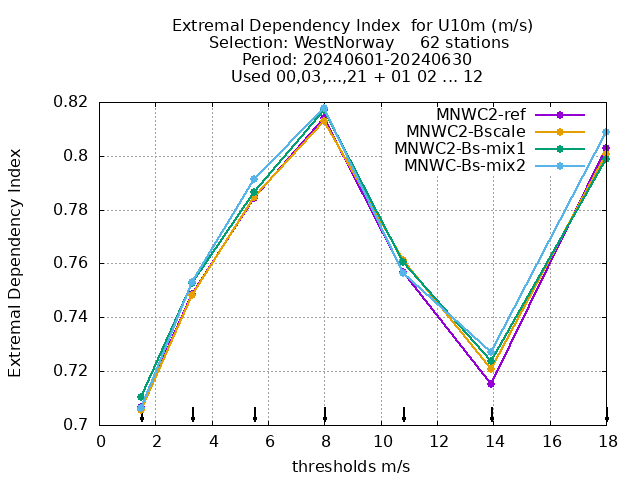 Extremal Dependency Index  for U10m (m/s)
Selection: WestNorway     62 stations
Period: 20240601-20240630
Used 00,03,...,21 + 01 02 ... 12
MNWC2-ref
MNWC2-Bscale
MNWC2-Bs-mix1
MNWC-Bs-mix2
Extremal Dependency Index
0.82
0.8
0.78
0.76
0.74
0.72
0.7
0 2 4 6 8 10 12 14 16 18
thresholds m/s